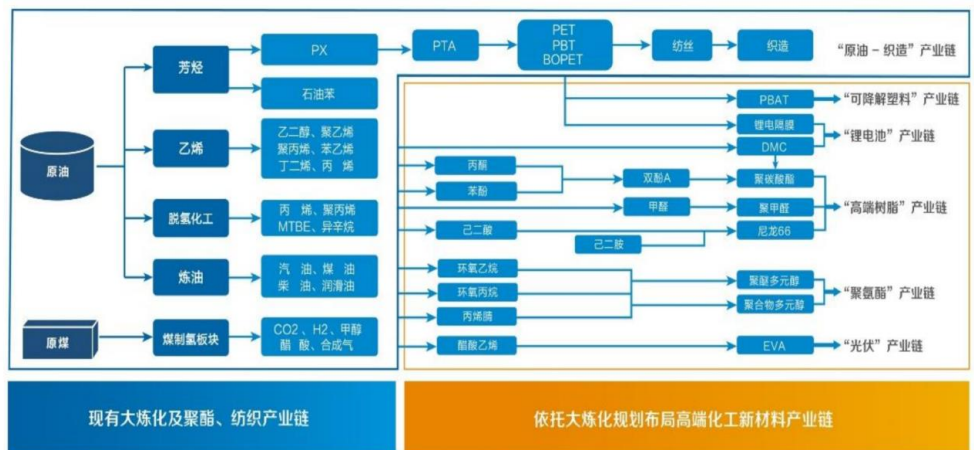 原油
原煤
芳烃
乙烯
脱氢化工
炼油
煤制氢板块
PX
石油苯
乙二醇、聚乙烯
聚丙烯、苯乙烯
丁二烯、丙 烯
丙 烯、聚丙烯
MTBE、异辛烷
汽 油、煤 油
柴 油、润滑油
CO2 、H2、甲醇
醋 酸、合成气
PTA
PET
PBT
BOPET
纺丝
织造
“原油 – 织造”产业链
PBAT
“可降解塑料”产业链
锂电隔膜
DMC
“锂电池”产业链
丙酮
苯酚
双酚A
聚碳酸酯
甲醛
聚甲醛
己二酸
己二胺
尼龙66
“高端树脂”产业链
环氧乙烷
环氧丙烷
丙烯腈
聚醚多元醇
聚合物多元醇
“聚氨酯”产业链
醋酸乙烯
EVA
“光伏”产业链
现有大炼化及聚酯、纺织产业链
依托大炼化规划布局高端化工新材料产业链